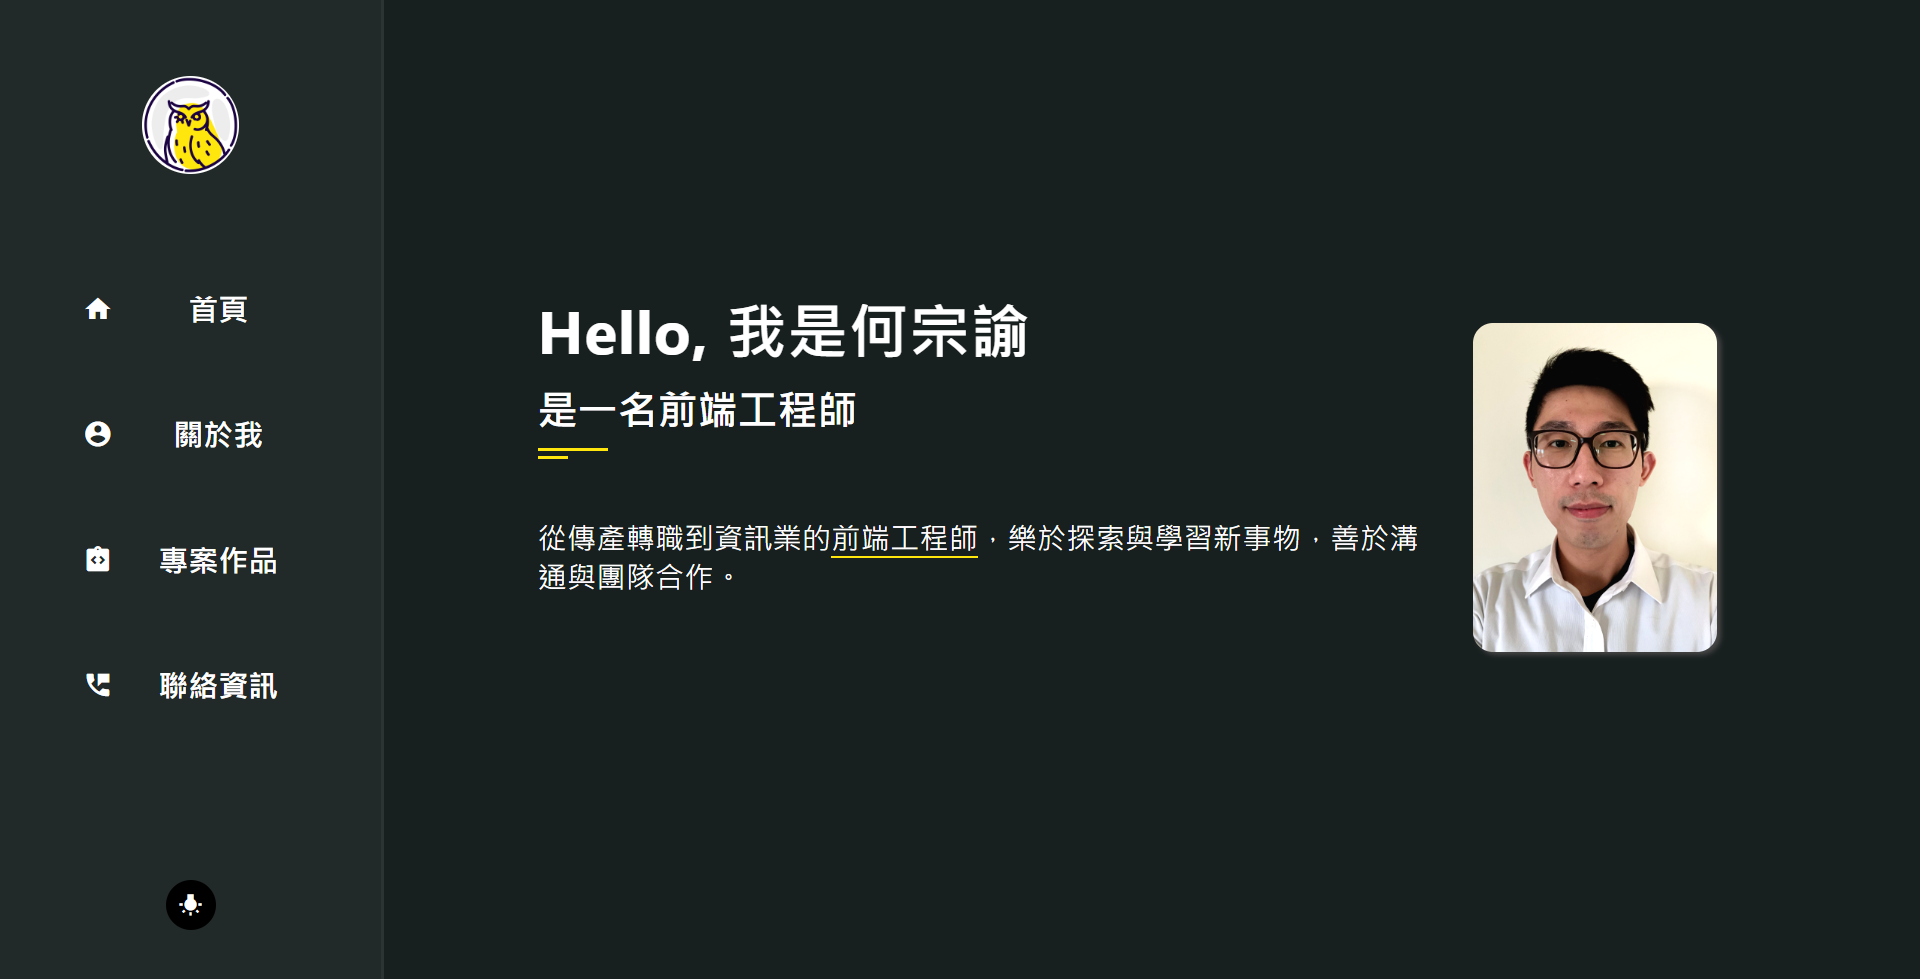 首頁
關於我
專案作品
聯絡資訊
Hello, 我是何宗諭
是一名前端工程師
從傳產轉職到資訊業的前端工程師，樂於探索與學習新事物，善於溝
通與團隊合作。